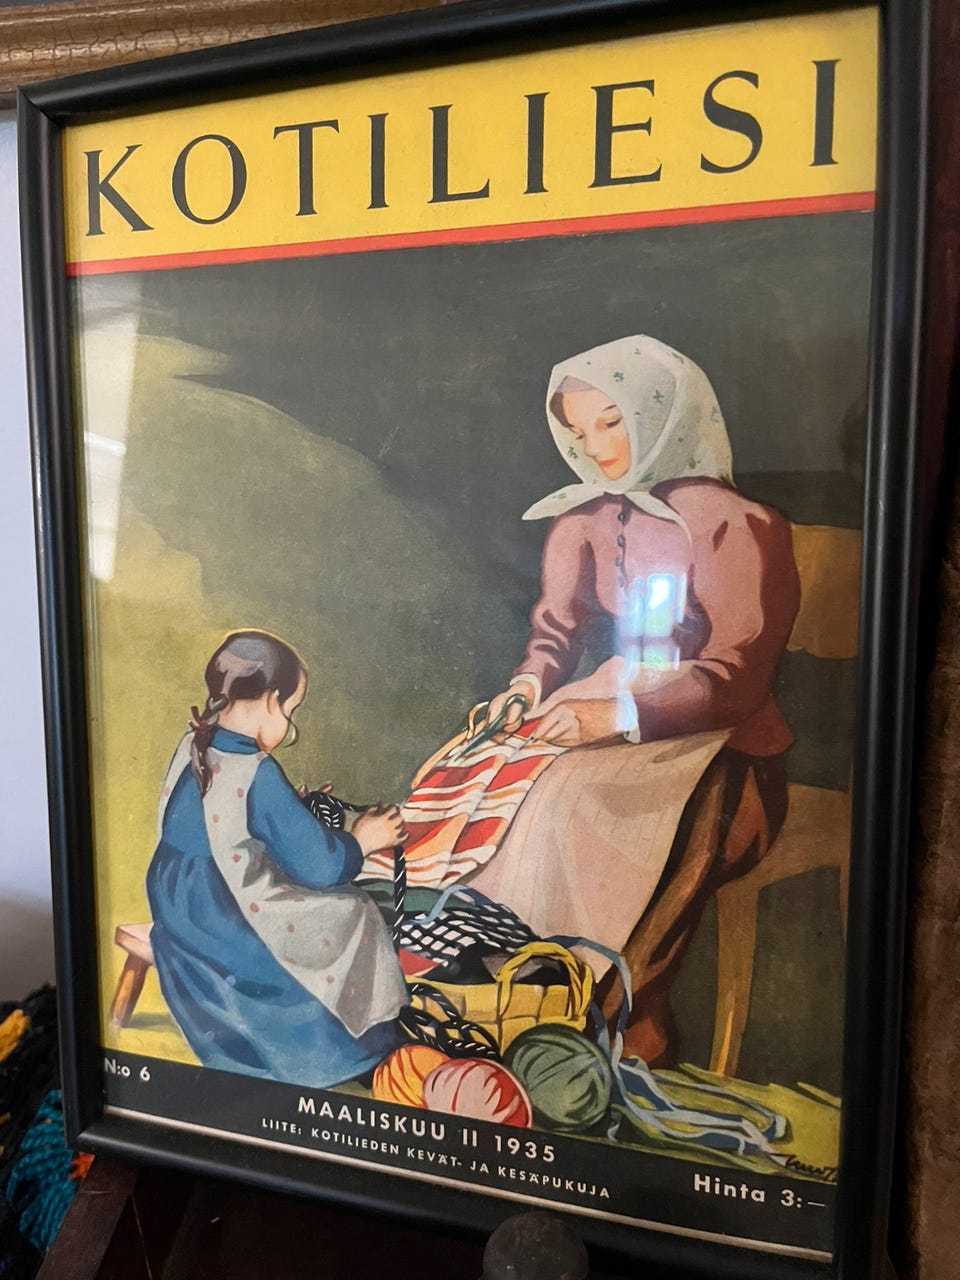 KOTILIESI
N:o 6
MAALISKUU II 1935
LIITE: KOTILIEDEN KEVÄT- JA KESÄPUKUJA
Hinta 3:—